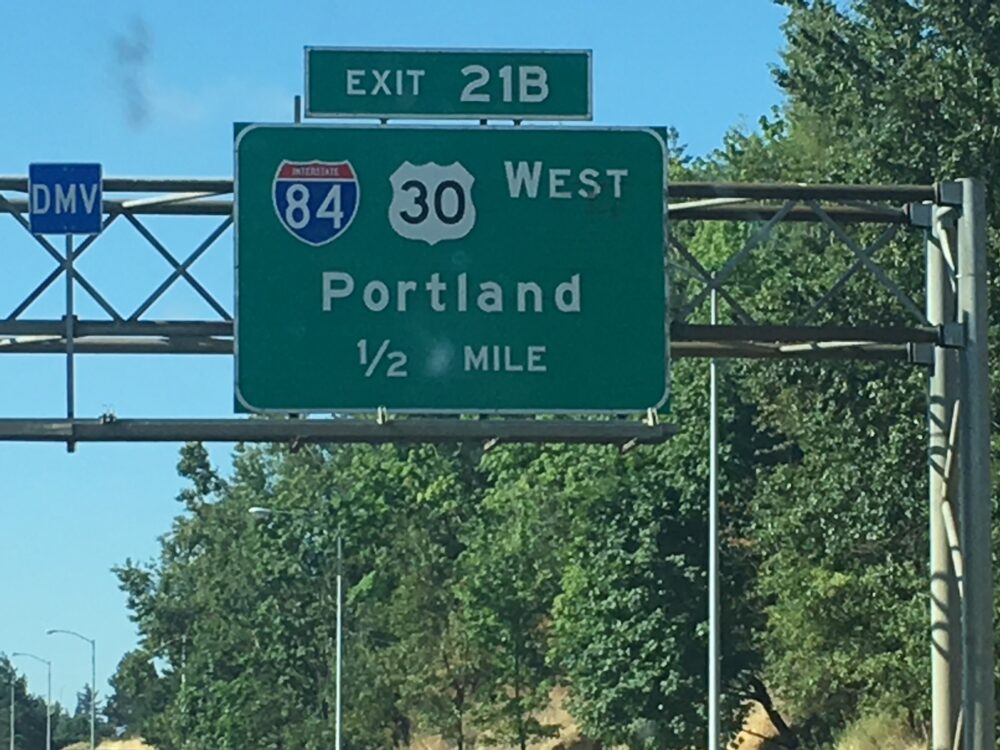 EXIT 21B
DMV
INTERSTATE
84 30 WEST
Portland
1/2 MILE